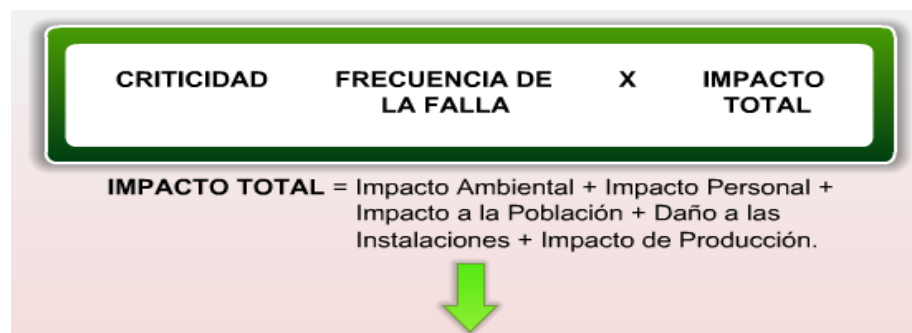 CRITICIDAD FRECUENCIA DE X IMPACTO
LA FALLA TOTAL
IMPACTO TOTAL = Impacto Ambiental + Impacto Personal +
Impacto a la Población + Daño a las
Instalaciones + Impacto de Producción.